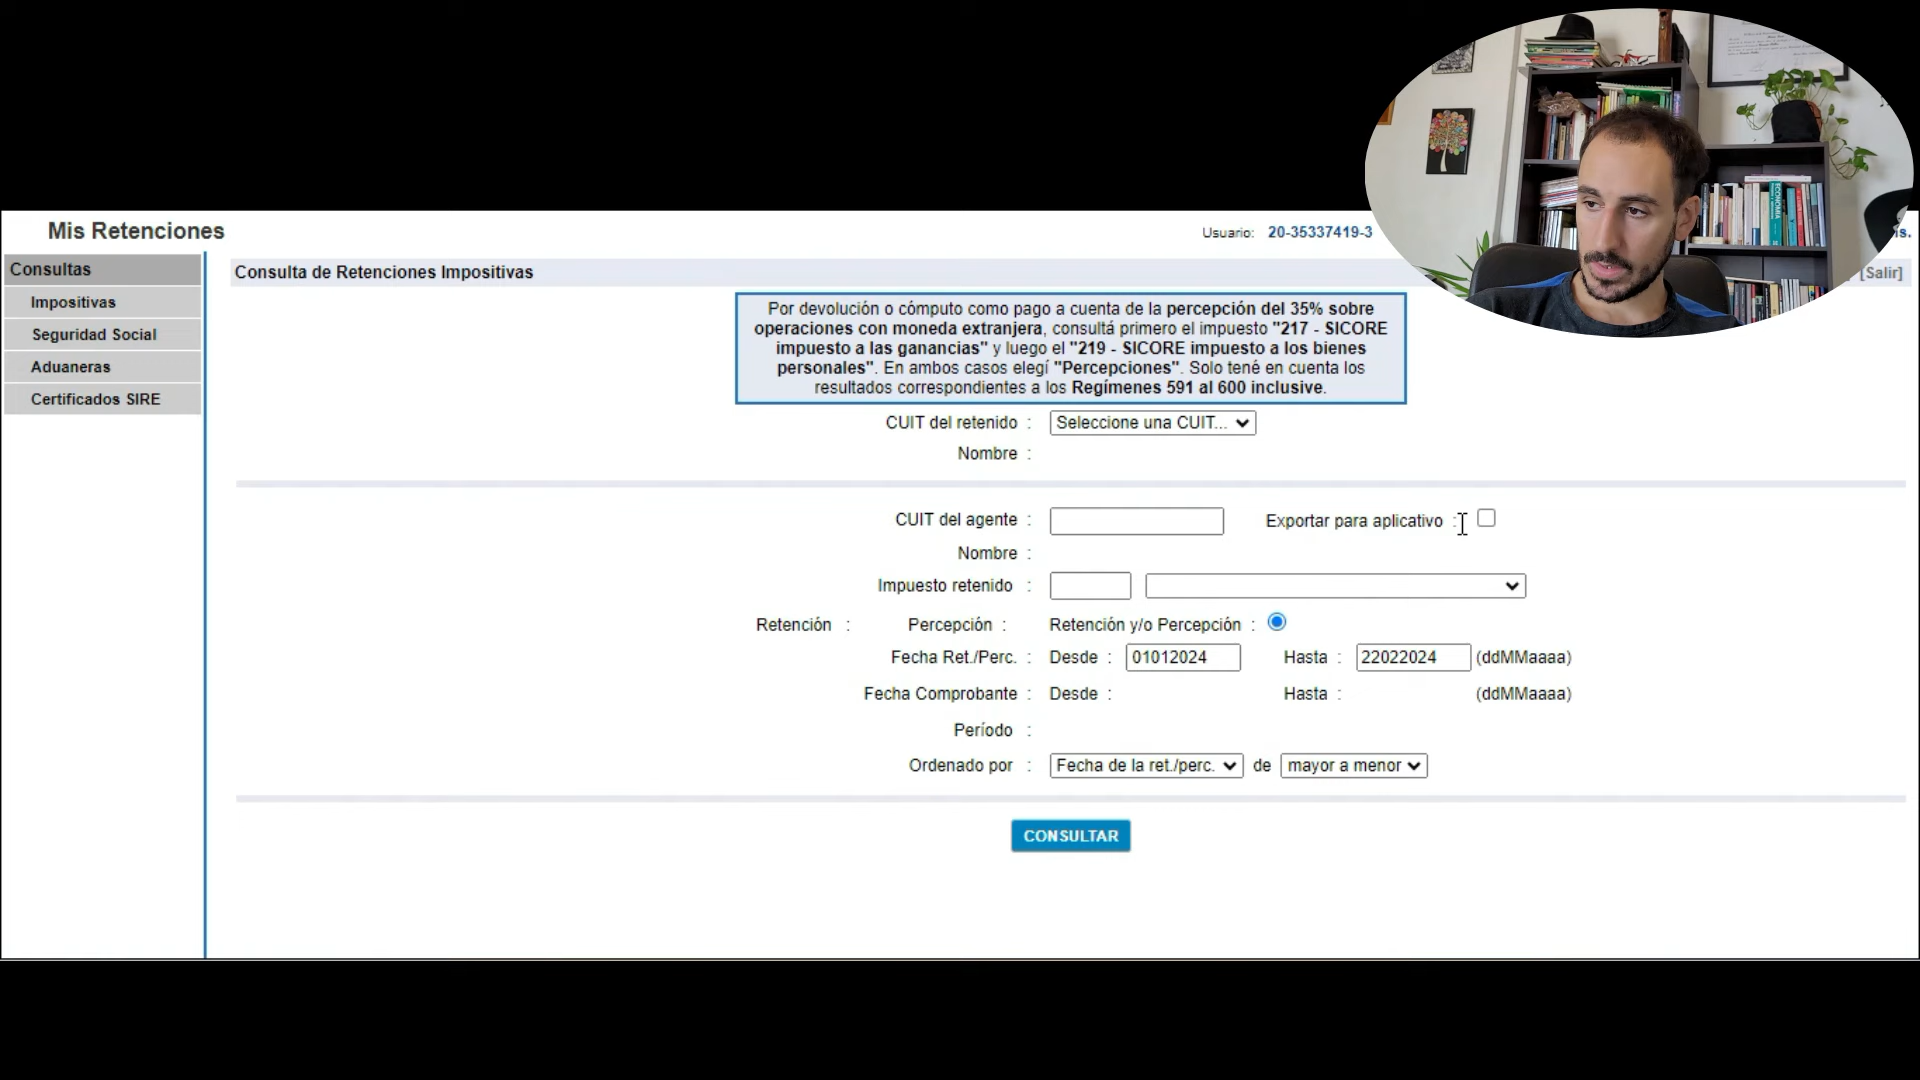 Mis Retenciones
Usuario: 20-35337419-3
is.
Consultas
Impositivas
Seguridad Social
Aduaneras
Certificados SIRE
Consulta de Retenciones Impositivas
[Salir]
Por devolución o cómputo como pago a cuenta de la percepción del 35% sobre
operaciones con moneda extranjera, consultá primero el impuesto "217 - SICORE
impuesto a las ganancias" y luego el "219 - SICORE impuesto a los bienes
personales". En ambos casos elegí "Percepciones". Solo tené en cuenta los
resultados correspondientes a los Regímenes 591 al 600 inclusive.
CUIT del retenido : Seleccione una CUIT...
Nombre :
CUIT del agente : Exportar para aplicativo :
Nombre :
Impuesto retenido :
Retención : Percepción : Retención y/o Percepción :
Fecha Ret./Perc. : Desde : 01012024 Hasta : 22022024 (ddMMaaaa)
Fecha Comprobante : Desde : Hasta : (ddMMaaaa)
Período :
Ordenado por : Fecha de la ret./perc. de mayor a menor
CONSULTAR
ECONOMIA